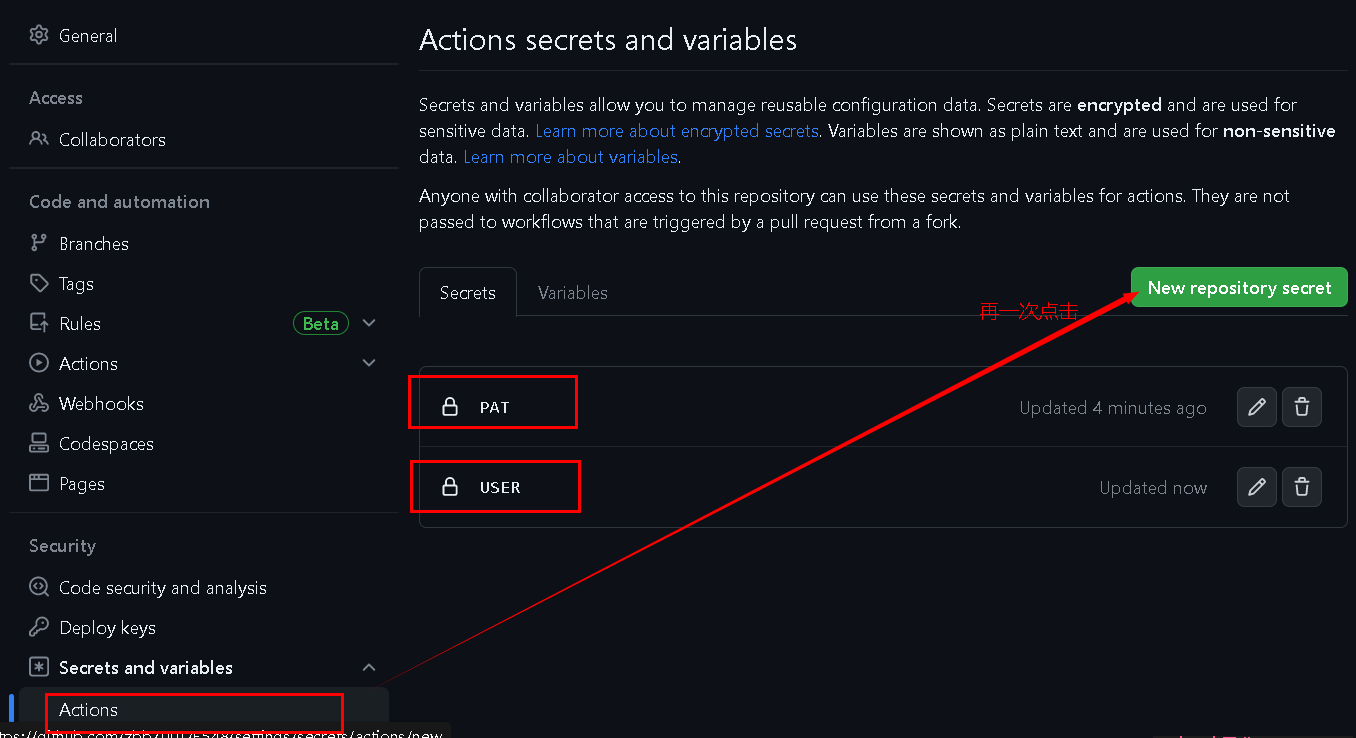 General
Access
Collaborators
Code and automation
Branches
Tags
Rules Beta
Actions
Webhooks
Codespaces
Pages
Security
Code security and analysis
Deploy keys
Secrets and variables
Actions
Actions secrets and variables
Secrets and variables allow you to manage reusable configuration data. Secrets are encrypted and are used for
sensitive data. Learn more about encrypted secrets. Variables are shown as plain text and are used for non-sensitive
data. Learn more about variables.
Anyone with collaborator access to this repository can use these secrets and variables for actions. They are not
passed to workflows that are triggered by a pull request from a fork.
Secrets Variables
New repository secret
再一次点击
PAT Updated 4 minutes ago
USER Updated now